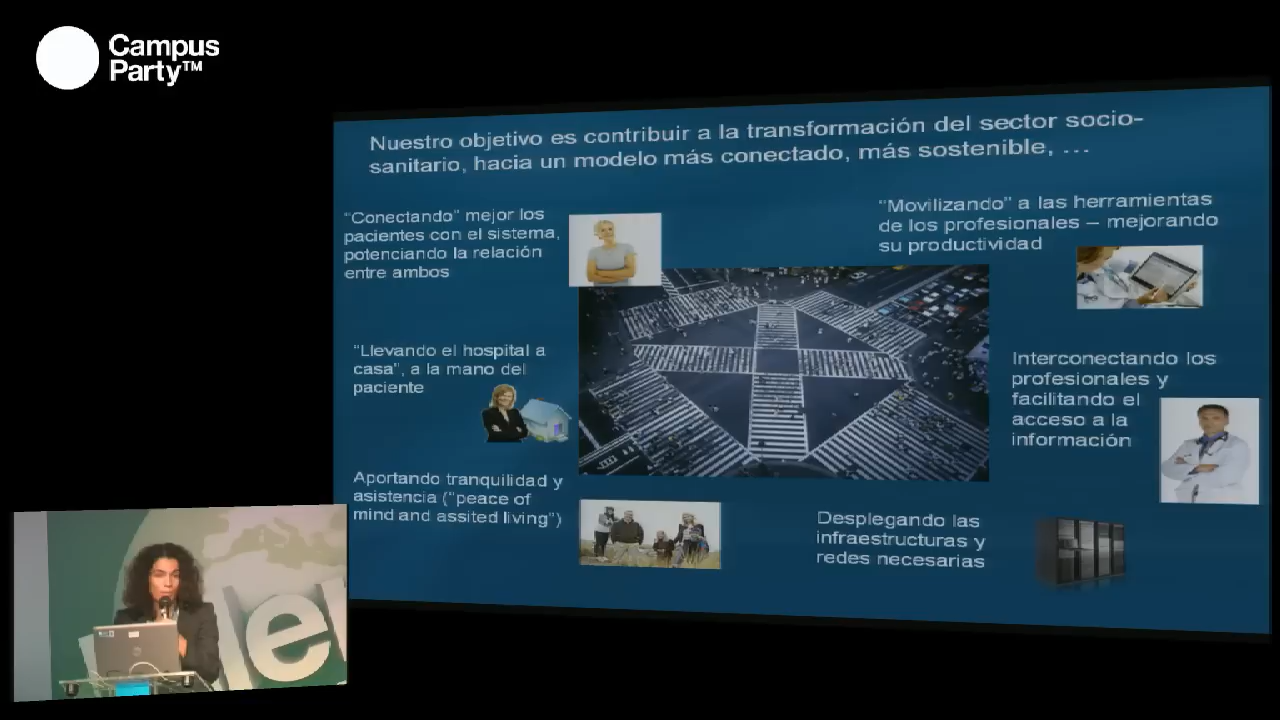 Campus
Party™
Nuestro objetivo es contribuir a la transformación del sector socio-
sanitario, hacia un modelo más conectado, más sostenible, …
"Conectando" mejor los
pacientes con el sistema,
potenciando la relación
entre ambos
"Movilizando" a las herramientas
de los profesionales – mejorando
su productividad
"Llevando el hospital a
casa", a la mano del
paciente
Interconectando los
profesionales y
facilitando el
acceso a la
información
Aportando tranquilidad y
asistencia ("peace of
mind and assited living")
Desplegando las
infraestructuras y
redes necesarias